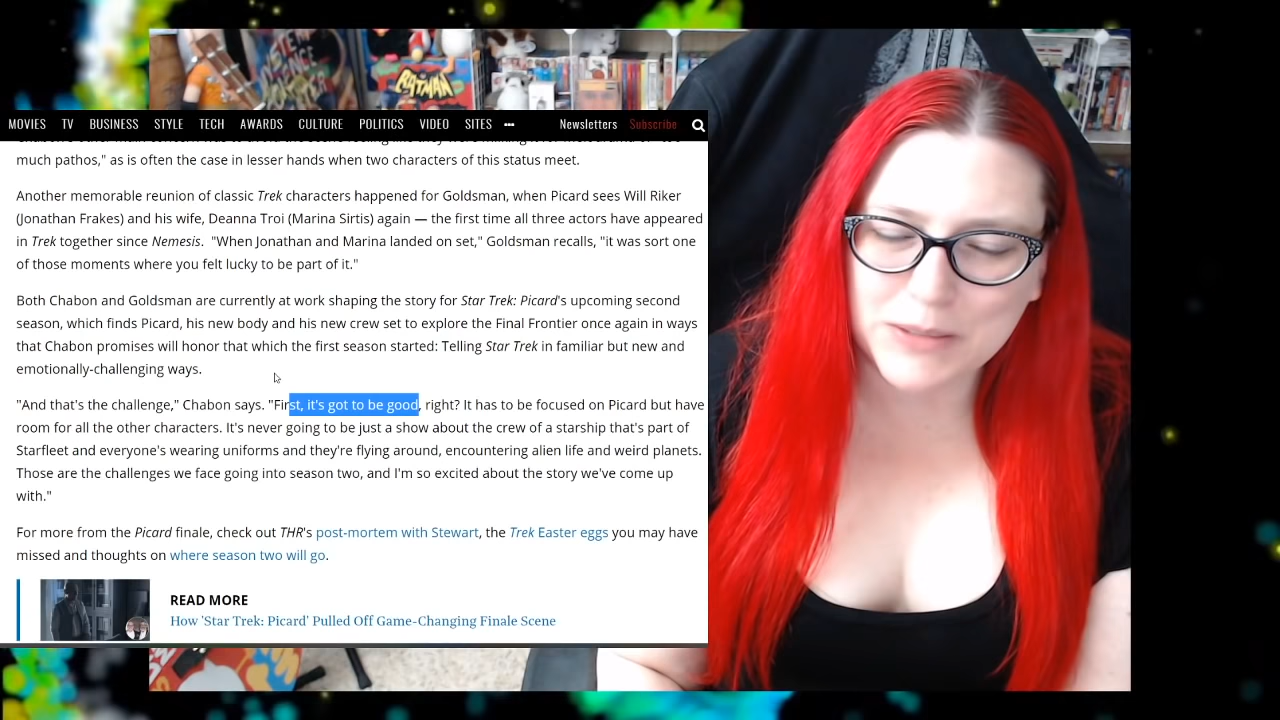 BATMAN
MOVIES TV BUSINESS STYLE TECH AWARDS CULTURE POLITICS VIDEO SITES ••• Newsletters Subscribe
much pathos," as is often the case in lesser hands when two characters of this status meet.
Another memorable reunion of classic Trek characters happened for Goldsman, when Picard sees Will Riker
(Jonathan Frakes) and his wife, Deanna Troi (Marina Sirtis) again — the first time all three actors have appeared
in Trek together since Nemesis. "When Jonathan and Marina landed on set," Goldsman recalls, "it was sort one
of those moments where you felt lucky to be part of it."
Both Chabon and Goldsman are currently at work shaping the story for Star Trek: Picard's upcoming second
season, which finds Picard, his new body and his new crew set to explore the Final Frontier once again in ways
that Chabon promises will honor that which the first season started: Telling Star Trek in familiar but new and
emotionally-challenging ways.
"And that's the challenge," Chabon says. "First, it's got to be good, right? It has to be focused on Picard but have
room for all the other characters. It's never going to be just a show about the crew of a starship that's part of
Starfleet and everyone's wearing uniforms and they're flying around, encountering alien life and weird planets.
Those are the challenges we face going into season two, and I'm so excited about the story we've come up
with."
For more from the Picard finale, check out THR's post-mortem with Stewart, the Trek Easter eggs you may have
missed and thoughts on where season two will go.
READ MORE
How 'Star Trek: Picard' Pulled Off Game-Changing Finale Scene